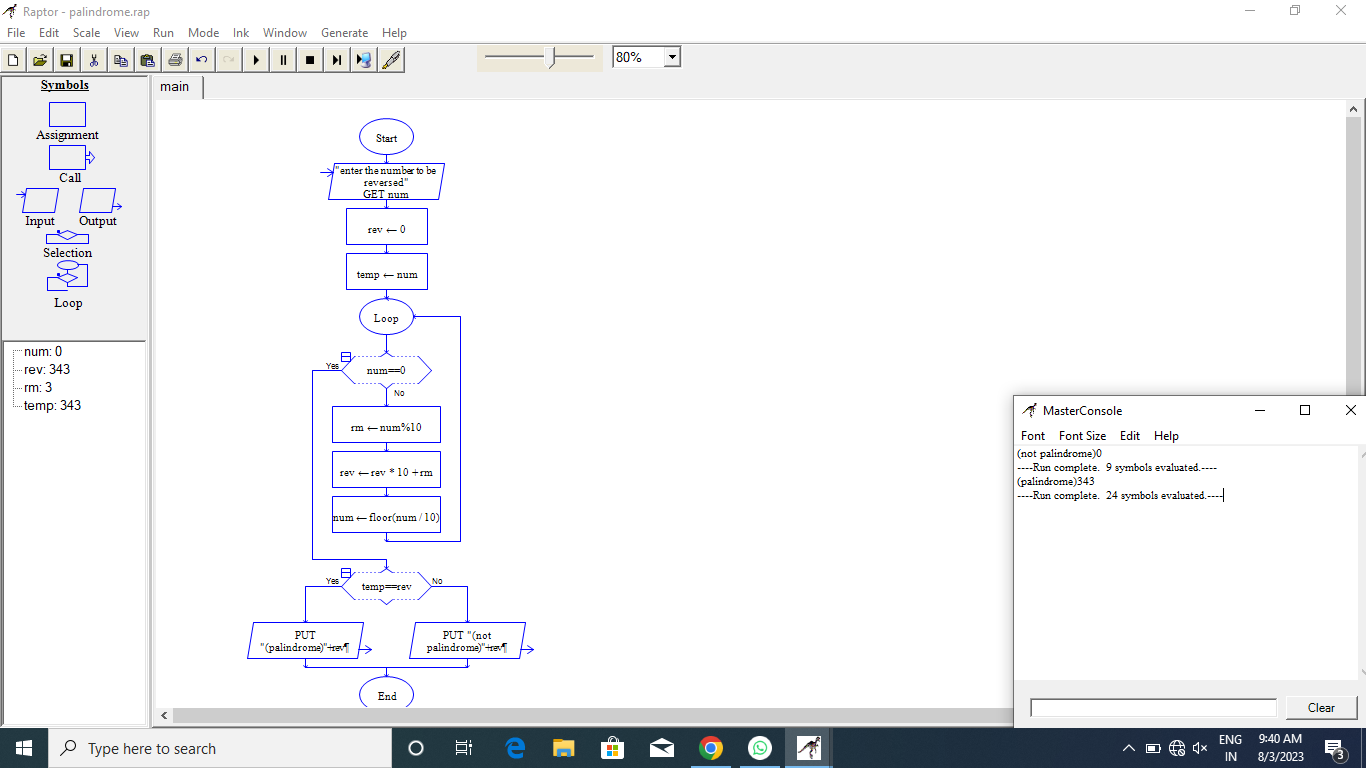 Raptor - palindrome.rap
File Edit Scale View Run Mode Ink Window Generate Help
80%
Symbols
Assignment
Call
Input Output
Selection
Loop
num: 0
rev: 343
rm: 3
temp: 343
main
Start
"enter the number to be
reversed"
GET num
rev ← 0
temp ← num
Loop
Yes
num==0
No
rm ← num%10
rev ← rev * 10 + rm
num ← floor(num / 10)
Yes
temp==rev
No
PUT
"(palindrome)"+rev¶
PUT "(not
palindrome)"+rev¶
End
MasterConsole
Font Font Size Edit Help
(not palindrome)0
----Run complete. 9 symbols evaluated.----
(palindrome)343
----Run complete. 24 symbols evaluated.----
Clear
Type here to search
ENG
IN
9:40 AM
8/3/2023
3